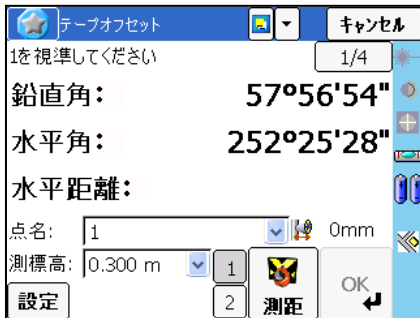 テープオフセット
キャンセル
1を視準してください
1/4
鉛直角: 57°56'54"
水平角: 252°25'28"
水平距離:
点名: 1
0mm
測標高: 0.300 m
1
2
設定
測距
OK